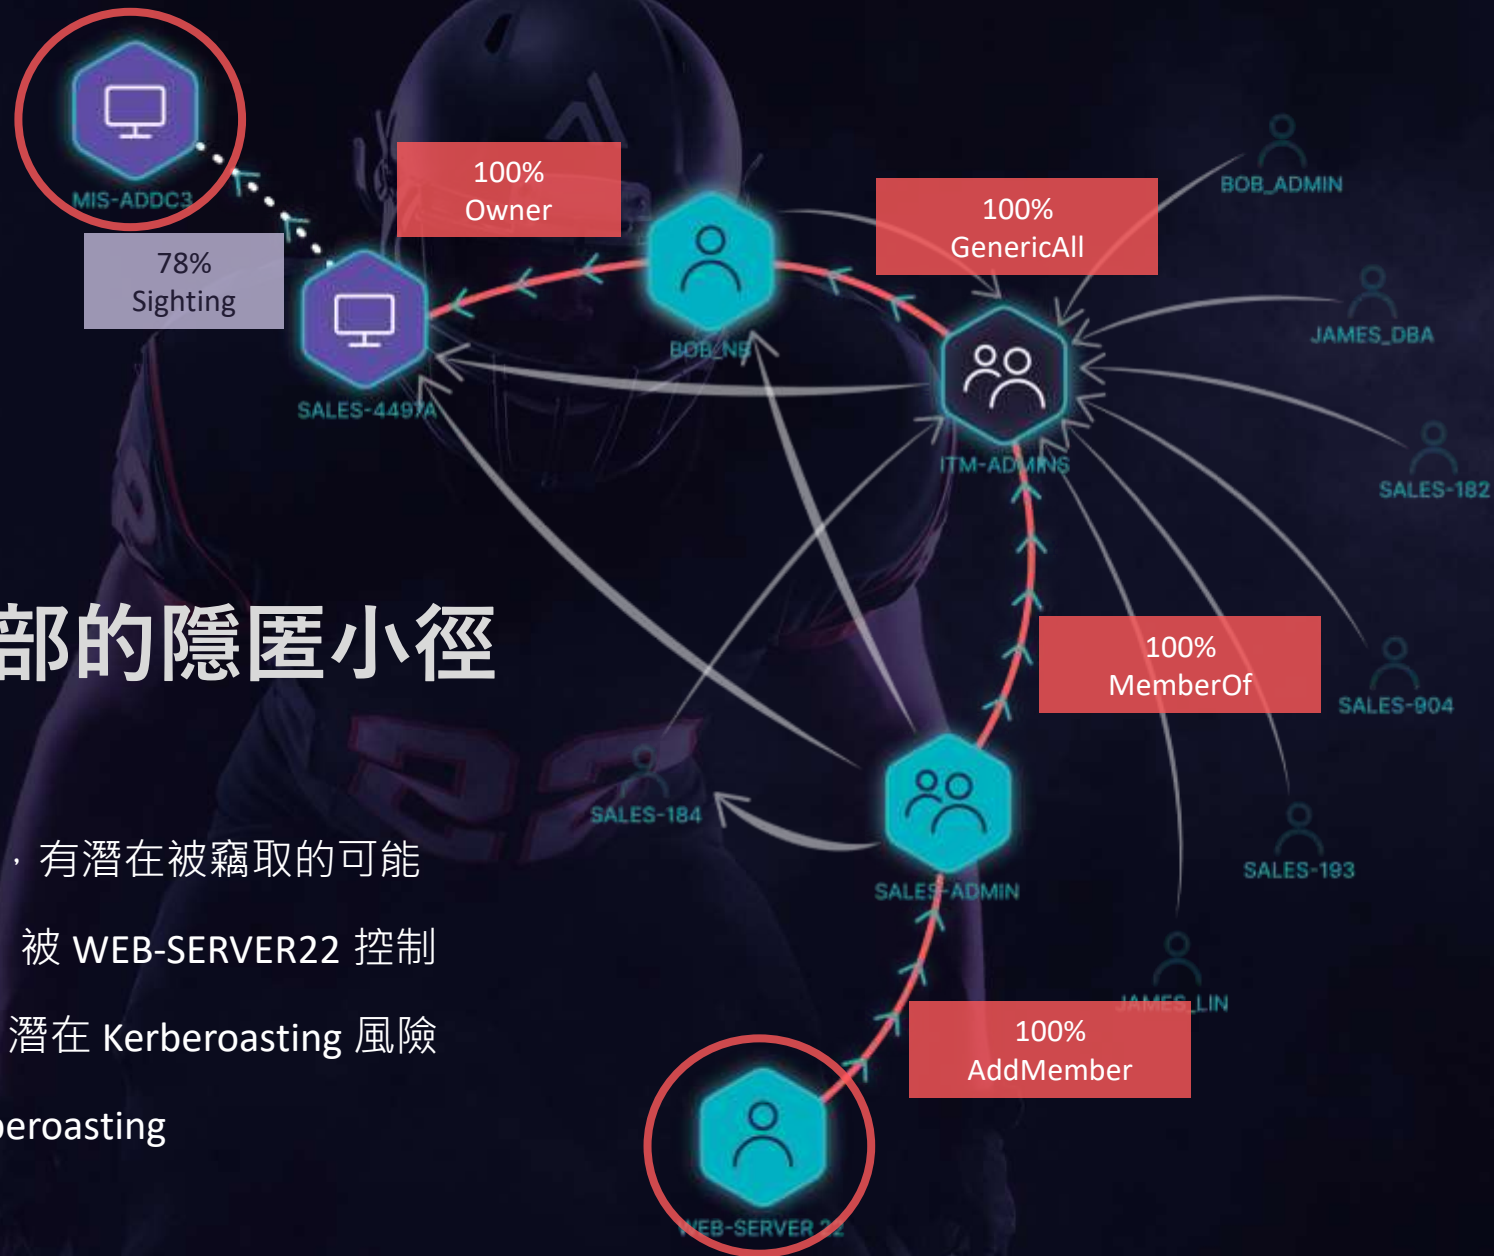 MIS-ADDC3
78%
Sighting
100%
Owner
100%
GenericAll
BOB_ADMIN
JAMES_DBA
BOB_NB
SALES-4497A
ITM-ADMINS
SALES-182
部的隱匿小徑
100%
MemberOf
SALES-904
SALES-184
SALES-ADMIN
SALES-193
，有潛在被竊取的可能
被 WEB-SERVER22 控制
JAMES_LIN
潛在 Kerberoasting 風險
100%
AddMember
beroasting
WEB-SERVER 22